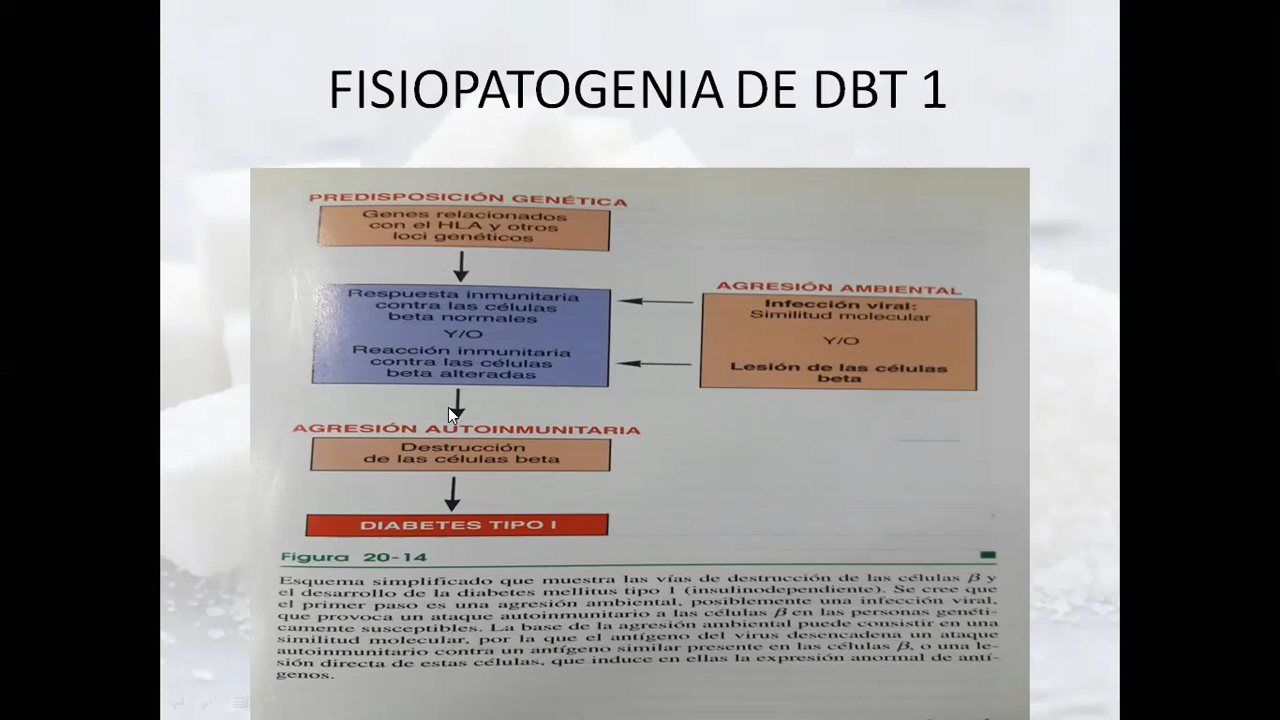 FISIOPATOGENIA DE DBT 1
PREDISPOSICIÓN GENÉTICA
Genes relacionados
con el HLA y otros
loci genéticos
Respuesta inmunitaria
contra las células
beta normales
Y/O
Reacción inmunitaria
contra las células
beta alteradas
AGRESIÓN AMBIENTAL
Infección viral:
Similitud molecular
Y/O
Lesión de las células
beta
AGRESIÓN AUTOINMUNITARIA
Destrucción
de las células beta
DIABETES TIPO I
Figura 20-14
Esquema simplificado que muestra las vías de destrucción de las células β y
el desarrollo de la diabetes mellitus tipo 1 (insulinodependiente). Se cree que
el primer paso es una agresión ambiental, posiblemente una infección viral,
que provoca un ataque autoinmunitario a las células β en las personas genéti-
camente susceptibles. La base de la agresión ambiental puede consistir en una
similitud molecular, por la que el antígeno del virus desencadena un ataque
autoinmunitario contra un antígeno similar presente en las células β, o una le-
sión directa de estas células, que induce en ellas la expresión anormal de antí-
genos.